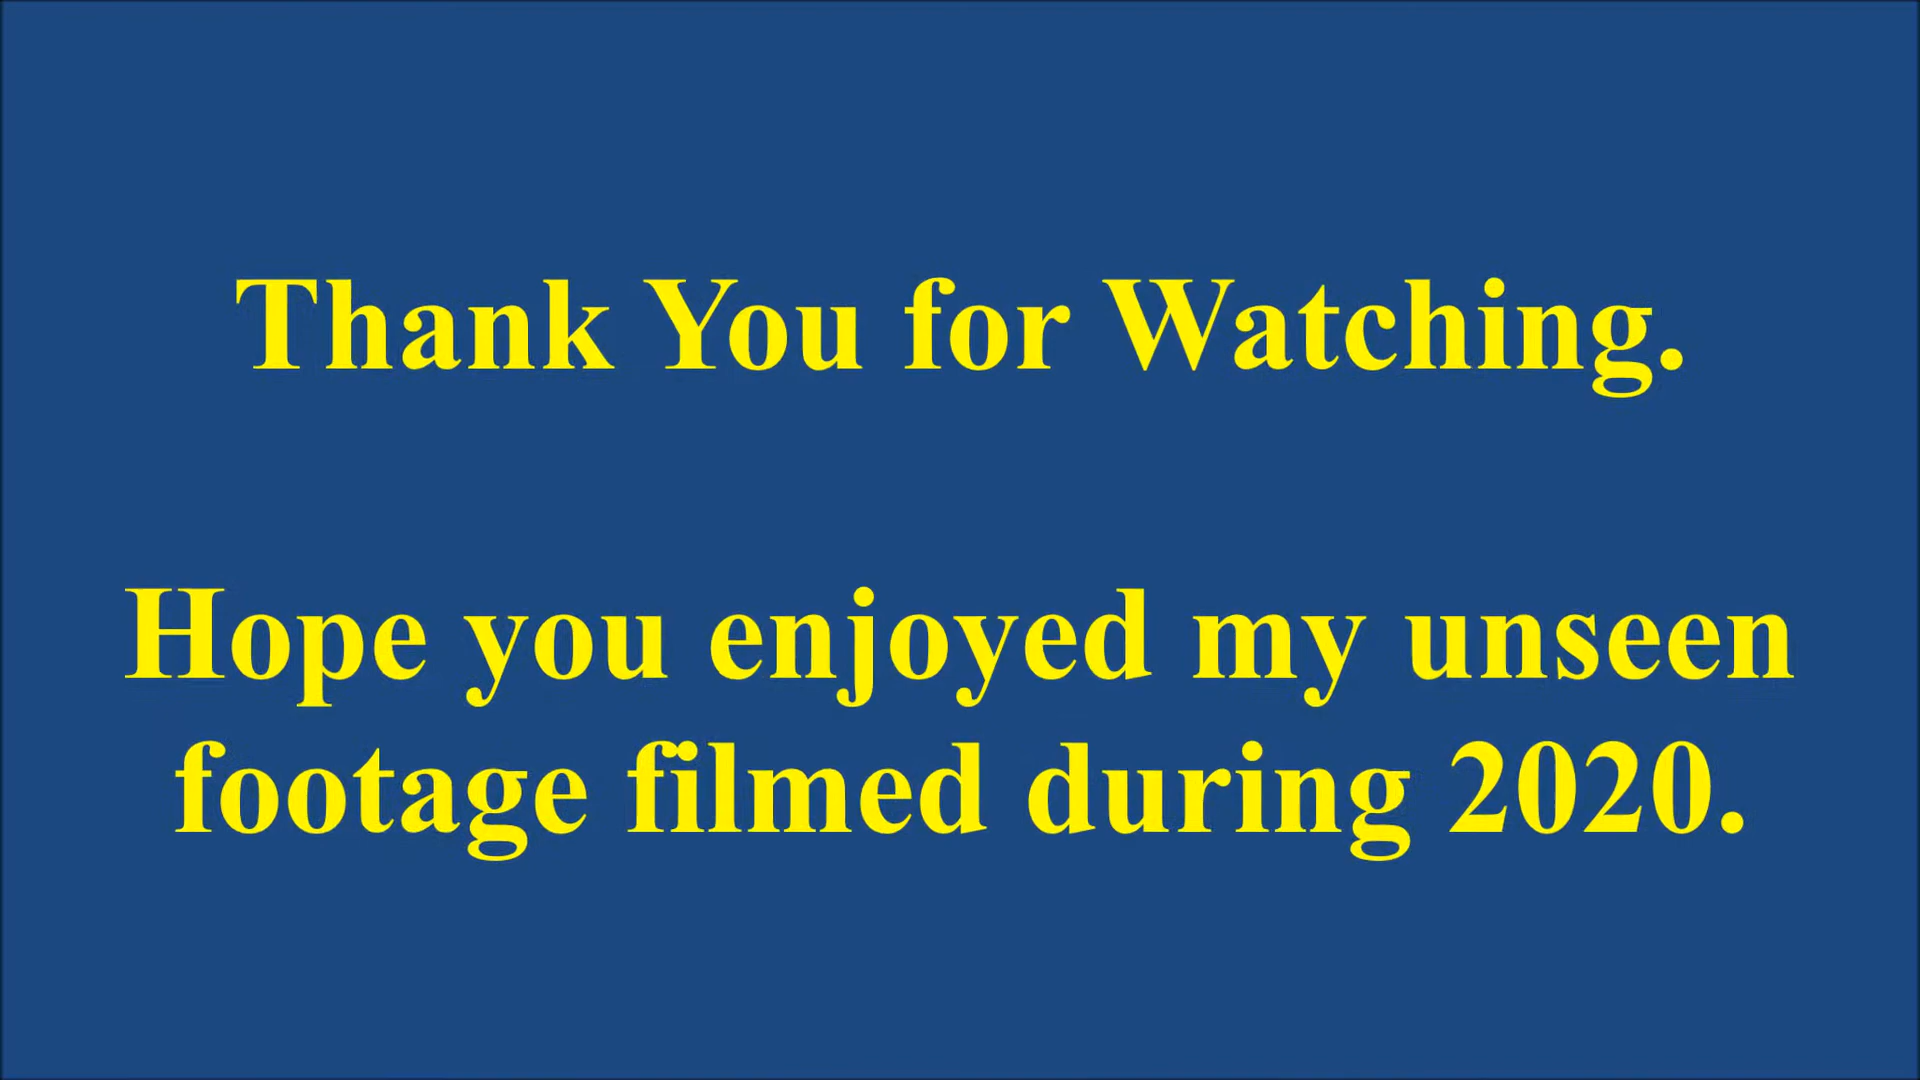 Thank You for Watching.
Hope you enjoyed my unseen
footage filmed during 2020.